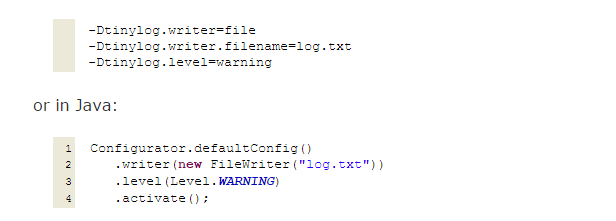 -Dtinylog.writer=file
-Dtinylog.writer.filename=log.txt
-Dtinylog.level=warning
or in Java:
1 Configurator.defaultConfig()
2 .writer(new FileWriter("log.txt"))
3 .level(Level.WARNING)
4 .activate();